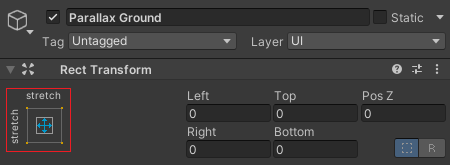 Parallax Ground Static
Tag Untagged Layer UI
Rect Transform
stretch
stretch
Left Top Pos Z
0 0 0
Right Bottom
0 0 R